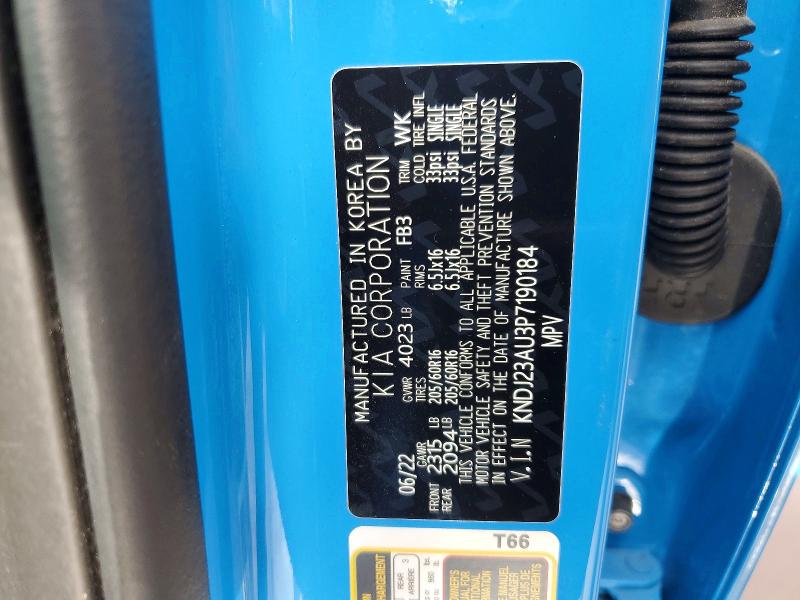 MANUFACTURED IN KOREA BY
KIA CORPORATION
06/22 GVWR 4023 LB PAINT FB3 TRIM WK
GAWR TIRES RIMS COLD TIRE INFL
FRONT 2315 LB 205/60R16 6.5Jx16 33psi SINGLE
REAR 2094 LB 205/60R16 6.5Jx16 33psi SINGLE
THIS VEHICLE CONFORMS TO ALL APPLICABLE U.S.A. FEDERAL
MOTOR VEHICLE SAFETY AND THEFT PREVENTION STANDARDS
IN EFFECT ON THE DATE OF MANUFACTURE SHOWN ABOVE.
V.I.N KNDJ23AU3P7190184
MPV
T66
REAR 3
ARRIÈRE